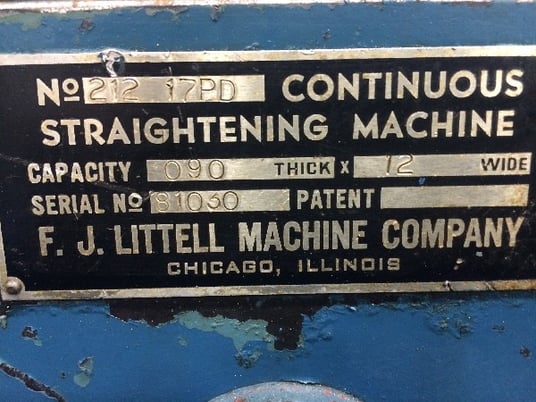 No 212 17PD CONTINUOUS
STRAIGHTENING MACHINE
CAPACITY 090 THICK X 12 WIDE
SERIAL No 81030 PATENT
F. J. LITTELL MACHINE COMPANY
CHICAGO, ILLINOIS